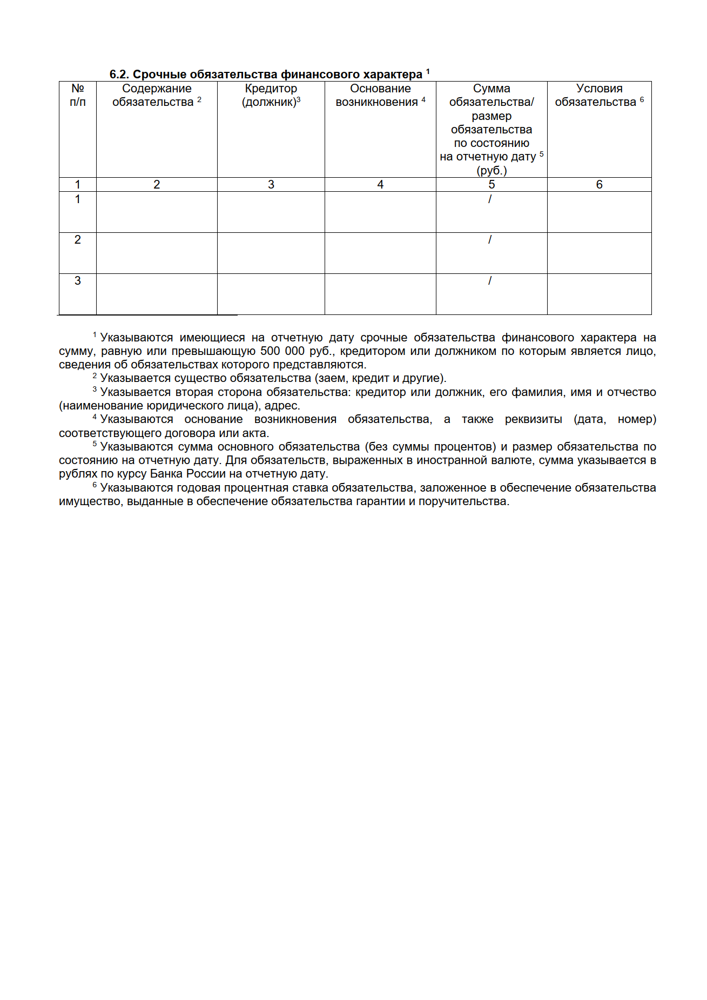 6.2. Срочные обязательства финансового характера 1
№
п/п
Содержание
обязательства 2
Кредитор
(должник)3
Основание
возникновения 4
Сумма
обязательства/
размер
обязательства
по состоянию
на отчетную дату 5
(руб.)
Условия
обязательства 6
1 2 3 4 5 6
1 /
2 /
3 /
1 Указываются имеющиеся на отчетную дату срочные обязательства финансового характера на
сумму, равную или превышающую 500 000 руб., кредитором или должником по которым является лицо,
сведения об обязательствах которого представляются.
2 Указывается существо обязательства (заем, кредит и другие).
3 Указывается вторая сторона обязательства: кредитор или должник, его фамилия, имя и отчество
(наименование юридического лица), адрес.
4 Указываются основание возникновения обязательства, а также реквизиты (дата, номер)
соответствующего договора или акта.
5 Указываются сумма основного обязательства (без суммы процентов) и размер обязательства по
состоянию на отчетную дату. Для обязательств, выраженных в иностранной валюте, сумма указывается в
рублях по курсу Банка России на отчетную дату.
6 Указываются годовая процентная ставка обязательства, заложенное в обеспечение обязательства
имущество, выданные в обеспечение обязательства гарантии и поручительства.